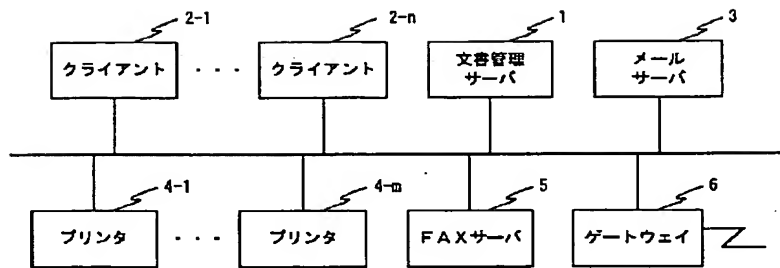 2-1
2-n
1
3
クライアント
・・・
クライアント
文書管理
サーバ
メール
サーバ
4-1
4-m
5
6
プリンタ
・・・
プリンタ
FAXサーバ
ゲートウェイ